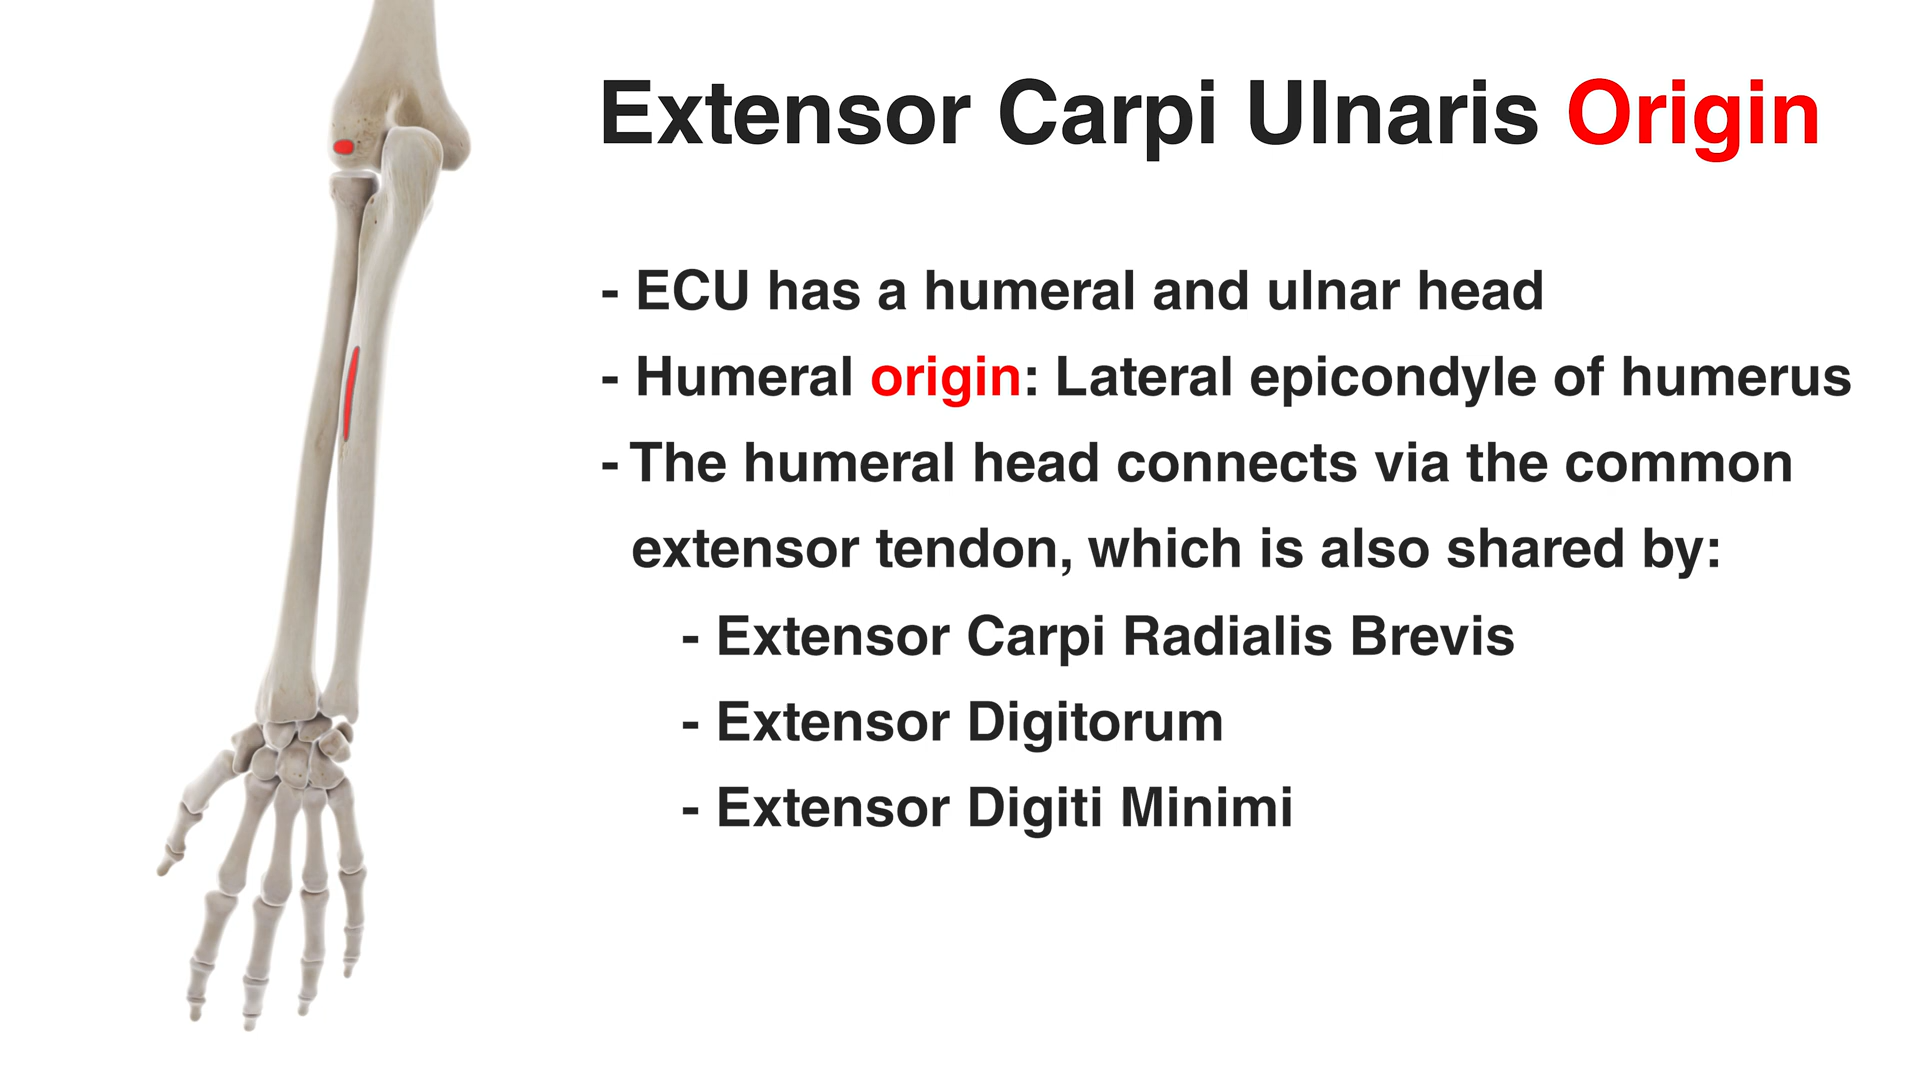 Extensor Carpi Ulnaris Origin
- ECU has a humeral and ulnar head
- Humeral origin: Lateral epicondyle of humerus
- The humeral head connects via the common
extensor tendon, which is also shared by:
- Extensor Carpi Radialis Brevis
- Extensor Digitorum
- Extensor Digiti Minimi